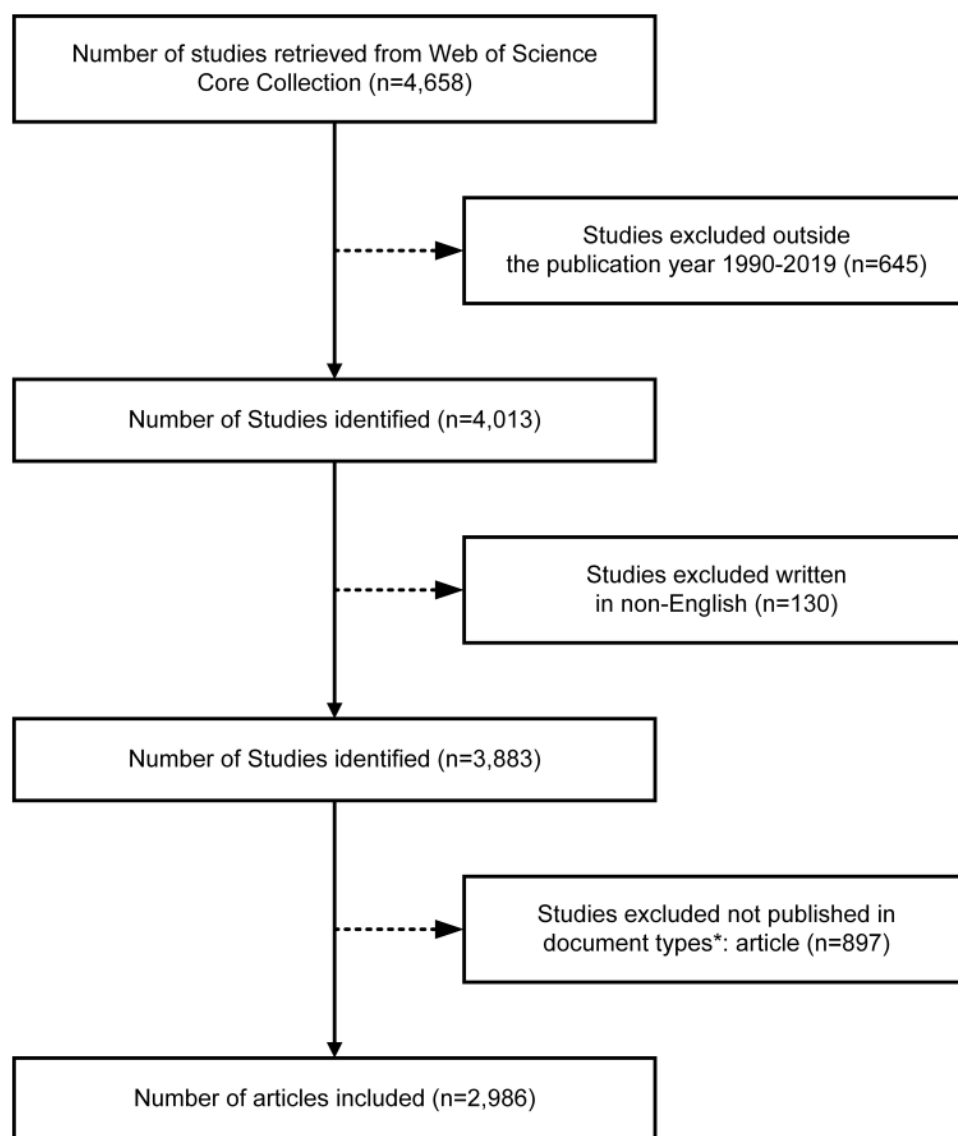 Number of studies retrieved from Web of Science
Core Collection (n=4,658)
Studies excluded outside
the publication year 1990-2019 (n=645)
Number of Studies identified (n=4,013)
Studies excluded written
in non-English (n=130)
Number of Studies identified (n=3,883)
Studies excluded not published in
document types*: article (n=897)
Number of articles included (n=2,986)